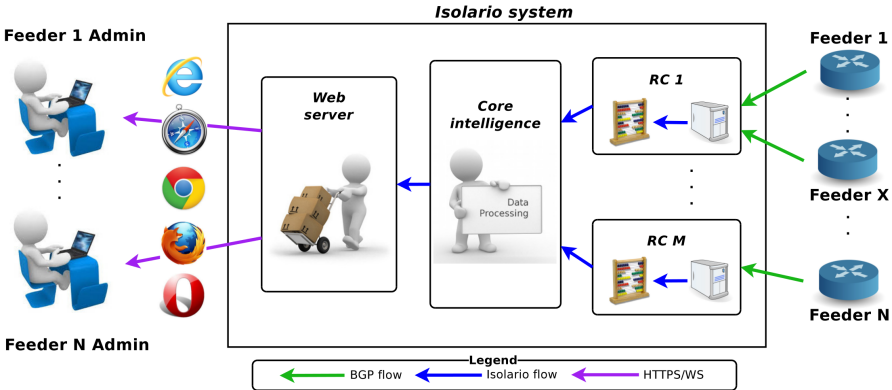 Isolario system
Feeder 1 Admin
Feeder N Admin
Web
server
Core
intelligence
Data
Processing
RC 1
RC M
Feeder 1
Feeder X
Feeder N
Legend
BGP flow
Isolario flow
HTTPS/WS